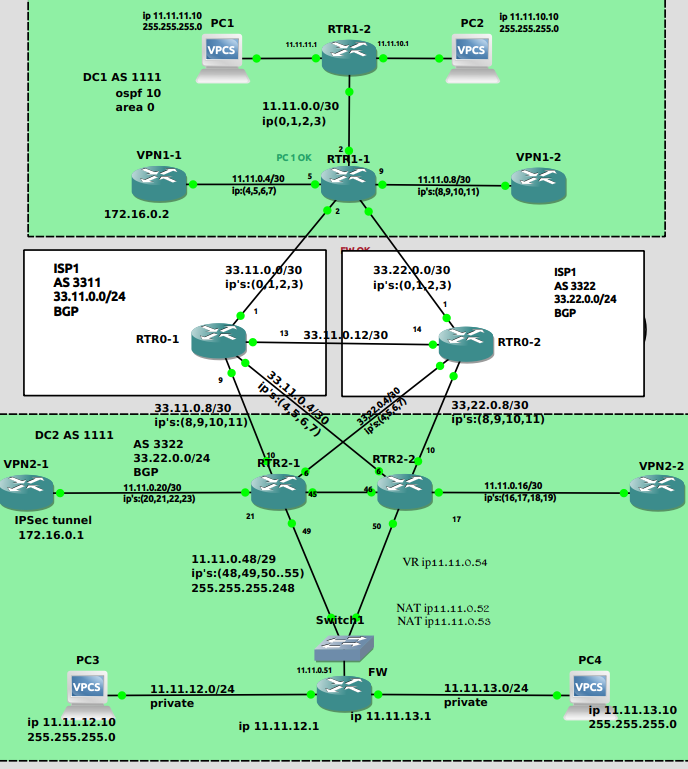 ip 11.11.11.10
255.255.255.0
PC1
VPCS
11.11.11.1
RTR1-2
11.11.10.1
PC2
VPCS
ip 11.11.10.10
255.255.255.0
DC1 AS 1111
ospf 10
area 0
11.11.0.0/30
ip(0,1,2,3)
2
PC 1 OK
RTR1-1
VPN1-1
11.11.0.4/30
ip:(4,5,6,7)
5
9
11.11.0.8/30
ip's:(8,9,10,11)
VPN1-2
172.16.0.2
2
ISP1
AS 3311
33.11.0.0/24
BGP
33.11.0.0/30
ip's:(0,1,2,3)
1
33.22.0.0/30
ip's:(0,1,2,3)
1
ISP1
AS 3322
33.22.0.0/24
BGP
RTR0-1
13
33.11.0.12/30
14
RTR0-2
9
33.11.0.4/30
ip's:(4,5,6,7)
33.22.0.4/30
ip's:(4,5,6,7)
33.11.0.8/30
ip's:(8,9,10,11)
33,22.0.8/30
ip's:(8,9,10,11)
DC2 AS 1111
AS 3322
33.22.0.0/24
BGP
10
RTR2-1
6
RTR2-2
6
10
VPN2-1
11.11.0.20/30
ip's:(20,21,22,23)
45
46
11.11.0.16/30
ip's:(16,17,18,19)
VPN2-2
IPSec tunnel
172.16.0.1
21
49
50
17
11.11.0.48/29
ip's:(48,49,50..55)
255.255.255.248
VR ip11.11.0.54
NAT ip11.11.0.52
NAT ip11.11.0.53
Switch1
11.11.0.51
FW
PC3
VPCS
11.11.12.0/24
private
11.11.13.0/24
private
PC4
VPCS
ip 11.11.12.10
255.255.255.0
ip 11.11.12.1
ip 11.11.13.1
ip 11.11.13.10
255.255.255.0